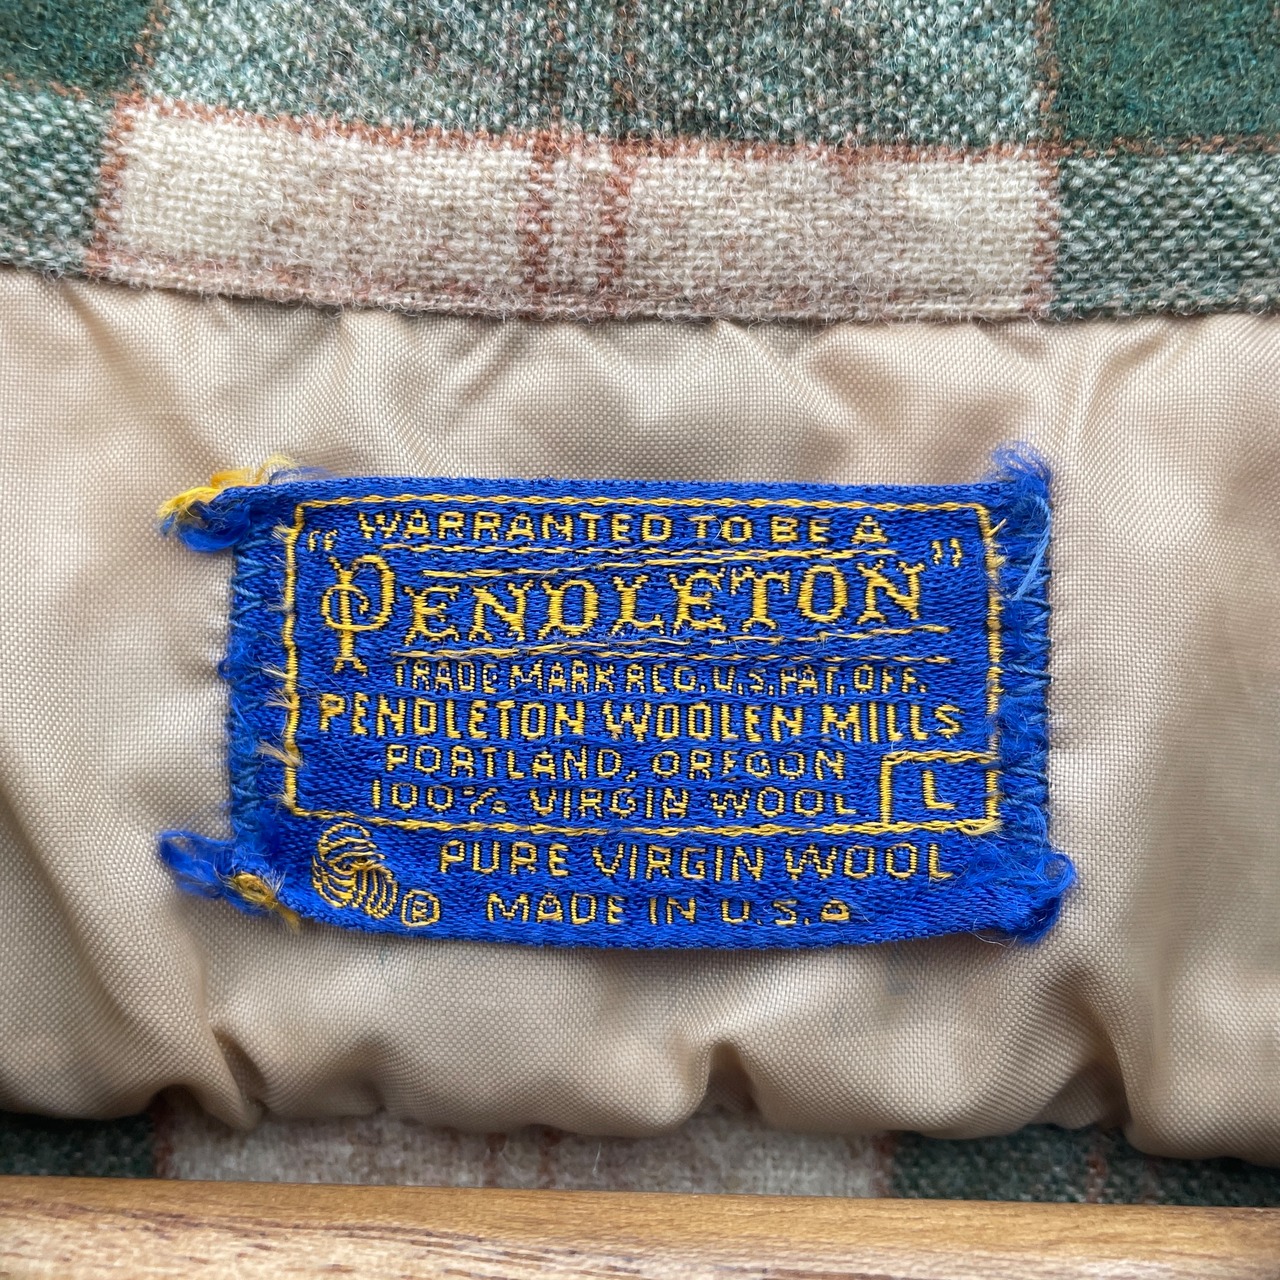 "WARRANTED TO BE A
PENDLETON"
TRADE MARK REG. U.S. PAT. OFF.
PENDLETON WOOLEN MILLS
PORTLAND, OREGON
100% VIRGIN WOOL L
PURE VIRGIN WOOL
® MADE IN U.S.A